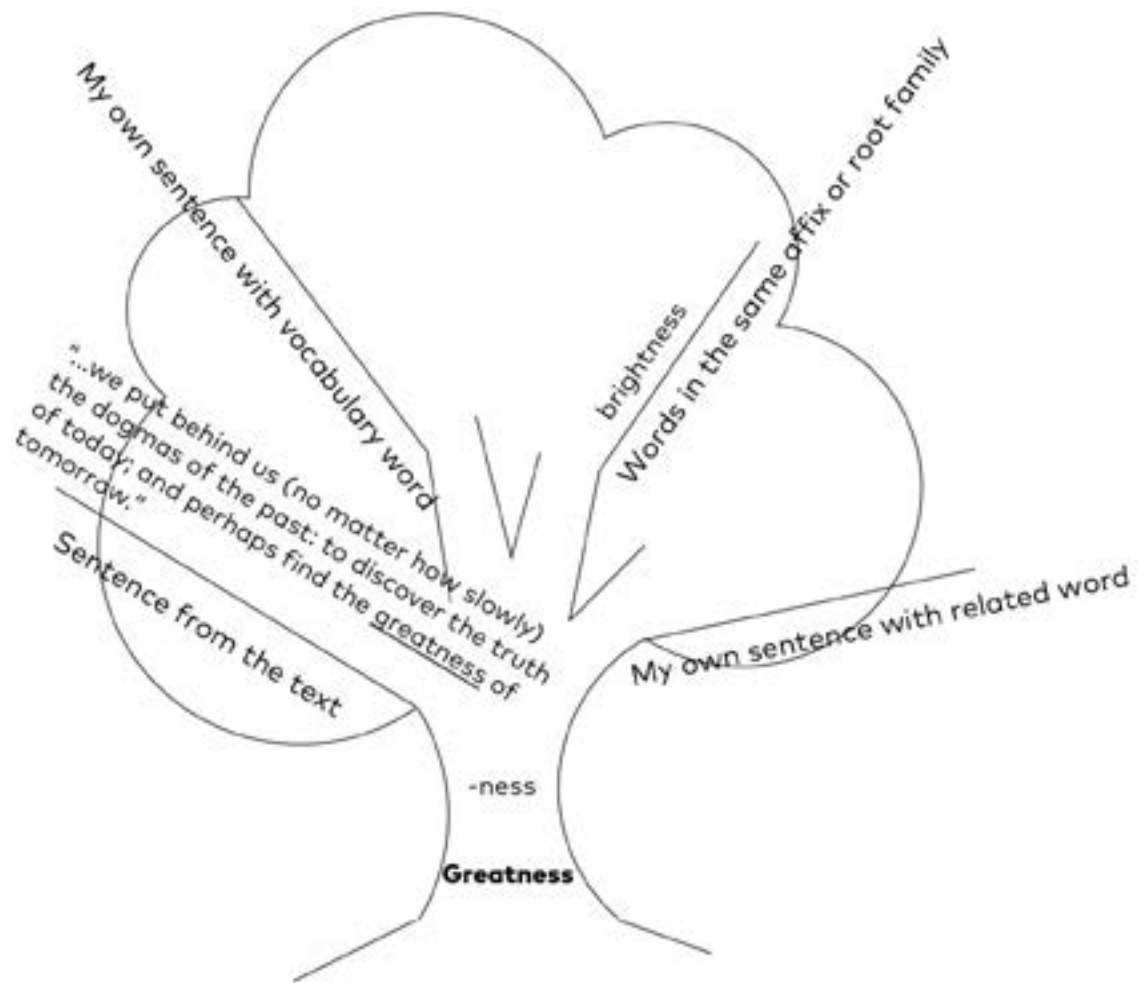 My own sentence with vocabulary word
Words in the same affix or root family
brightness
"...we put behind us (no matter how slowly)
the dogmas of the past: to discover the truth
of today; and perhaps find the greatness of
tomorrow."
Sentence from the text
My own sentence with related word
-ness
Greatness